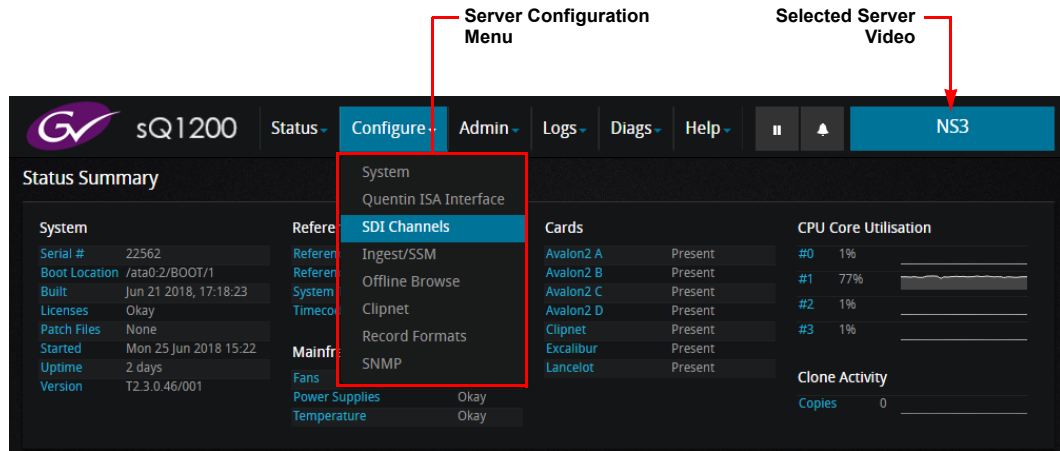 Server Configuration
Menu
Selected Server
Video
GV
sQ1200
Status
Configure
Admin
Logs
Diags
Help
NS3
Status Summary
System
Quentin ISA Interface
SDI Channels
Ingest/SSM
Offline Browse
Clipnet
Record Formats
SNMP
System
Serial # 22562
Boot Location /ata0:2/BOOT/1
Built Jun 21 2018, 17:18:23
Licenses Okay
Patch Files None
Started Mon 25 Jun 2018 15:22
Uptime 2 days
Version T2.3.0.46/001
System
Fans
Power Supplies Okay
Temperature Okay
Cards
Avalon2 A Present
Avalon2 B Present
Avalon2 C Present
Avalon2 D Present
Clipnet Present
Excalibur Present
Lancelot Present
CPU Core Utilisation
#0 1%
#1 77%
#2 1%
#3 1%
Clone Activity
Copies 0